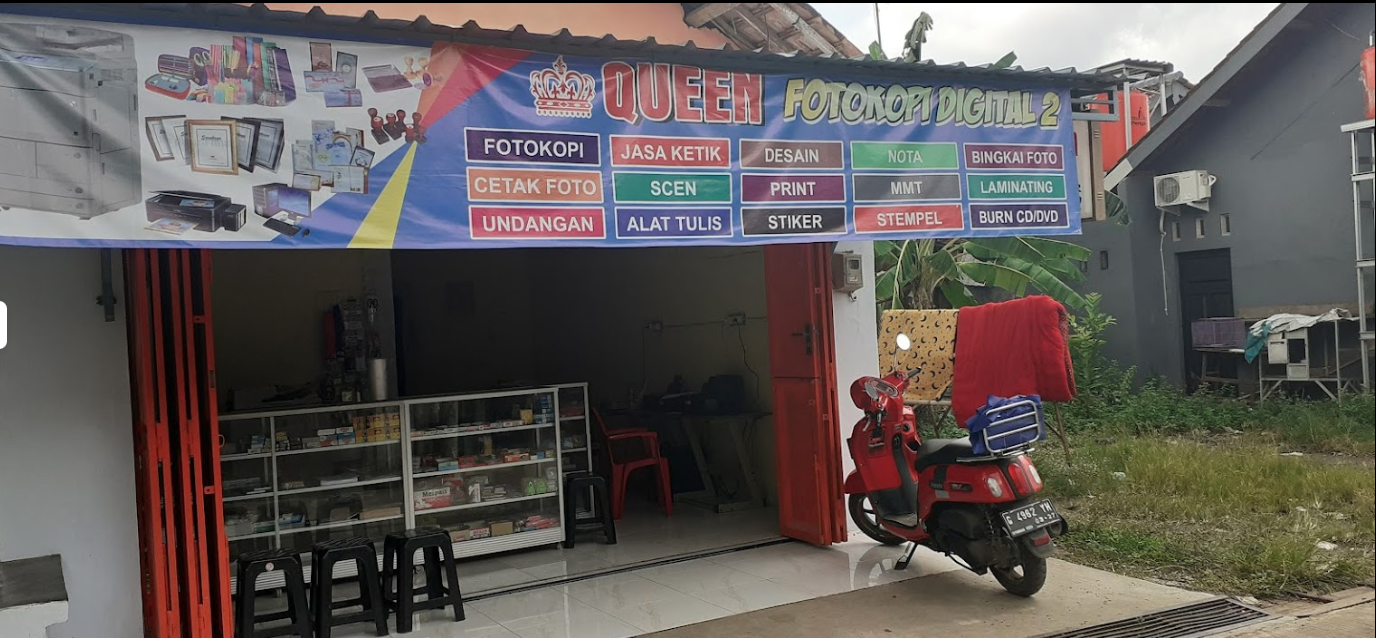 QUEEN FOTOKOPI DIGITAL 2
FOTOKOPI JASA KETIK DESAIN NOTA BINGKAI FOTO
CETAK FOTO SCEN PRINT MMT LAMINATING
UNDANGAN ALAT TULIS STIKER STEMPEL BURN CD/DVD
G 4962 YM